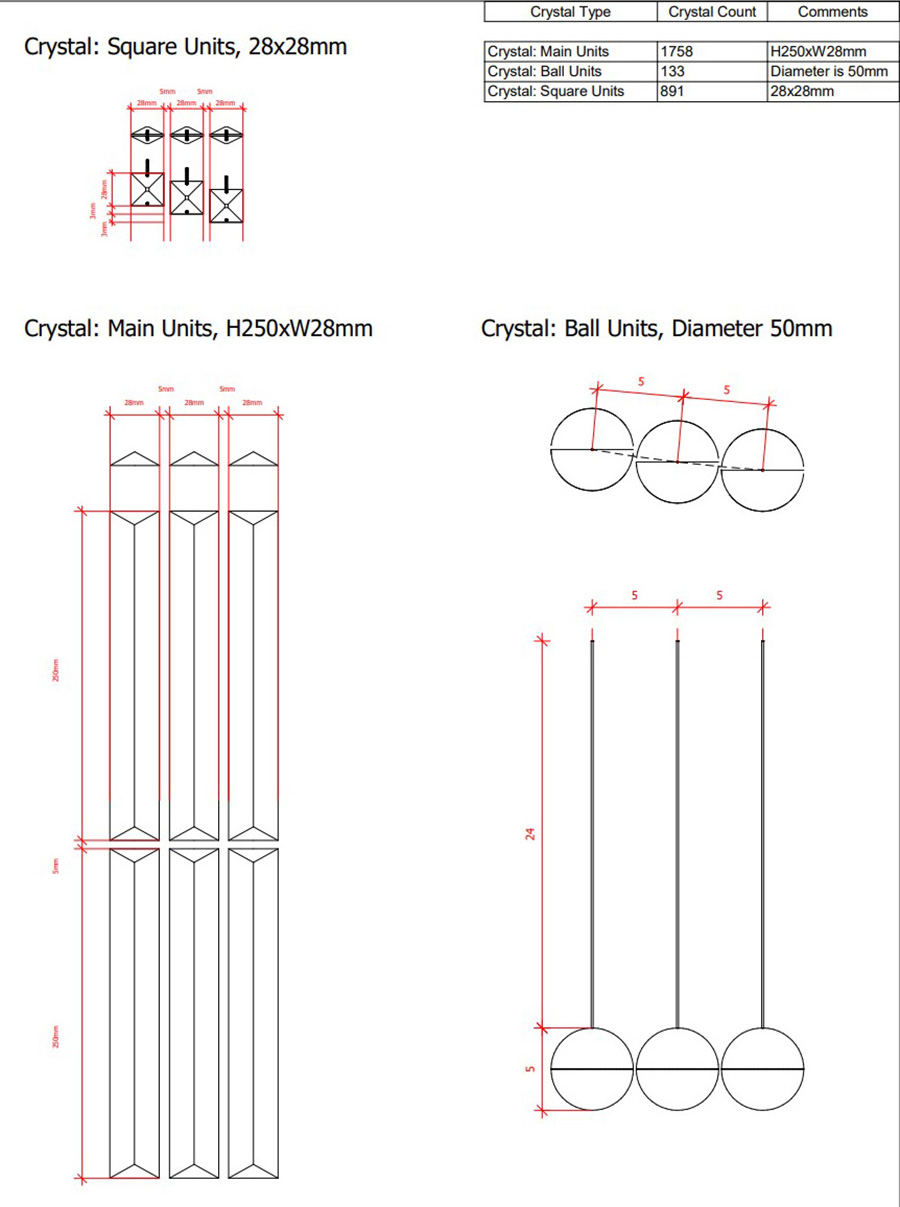 Crystal Type Crystal Count Comments
Crystal: Main Units 1758 H250xW28mm
Crystal: Ball Units 133 Diameter is 50mm
Crystal: Square Units 891 28x28mm
Crystal: Square Units, 28x28mm
5mm 5mm
28mm 28mm 28mm
28mm
3mm
3mm
Crystal: Main Units, H250xW28mm
5mm 5mm
28mm 28mm 28mm
250mm
5mm
250mm
Crystal: Ball Units, Diameter 50mm
5 5
5 5
24
5